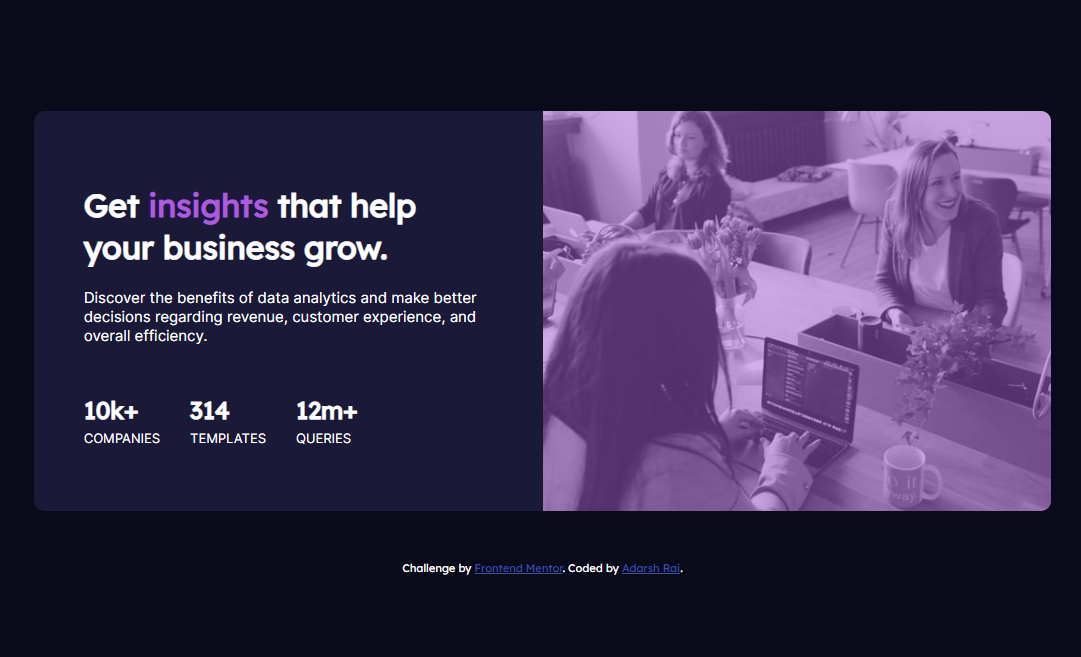 Get insights that help
your business grow.
Discover the benefits of data analytics and make better
decisions regarding revenue, customer experience, and
overall efficiency.
10k+ 314 12m+
COMPANIES TEMPLATES QUERIES
Challenge by Frontend Mentor. Coded by Adarsh Rai.